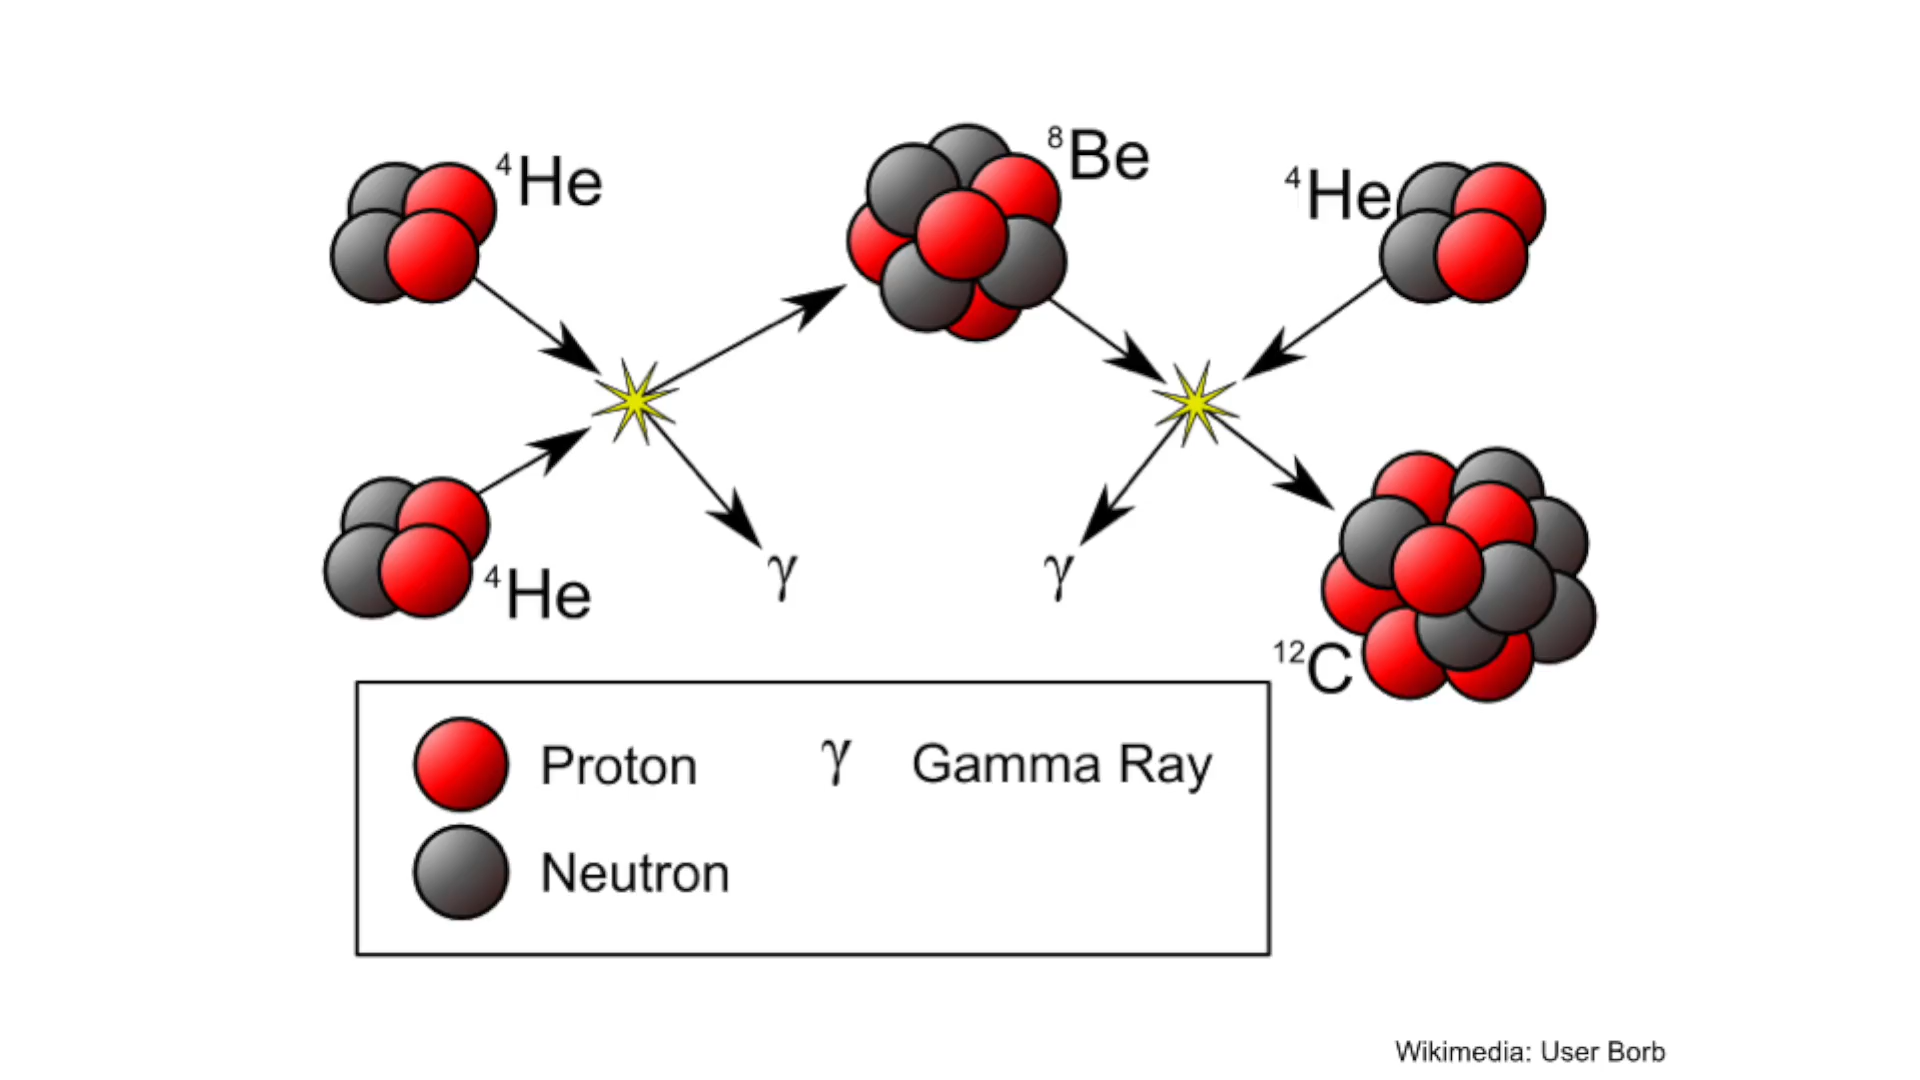 ⁴He
⁸Be
⁴He
⁴He
γ
γ
¹²C
Proton
γ Gamma Ray
Neutron
Wikimedia: User Borb